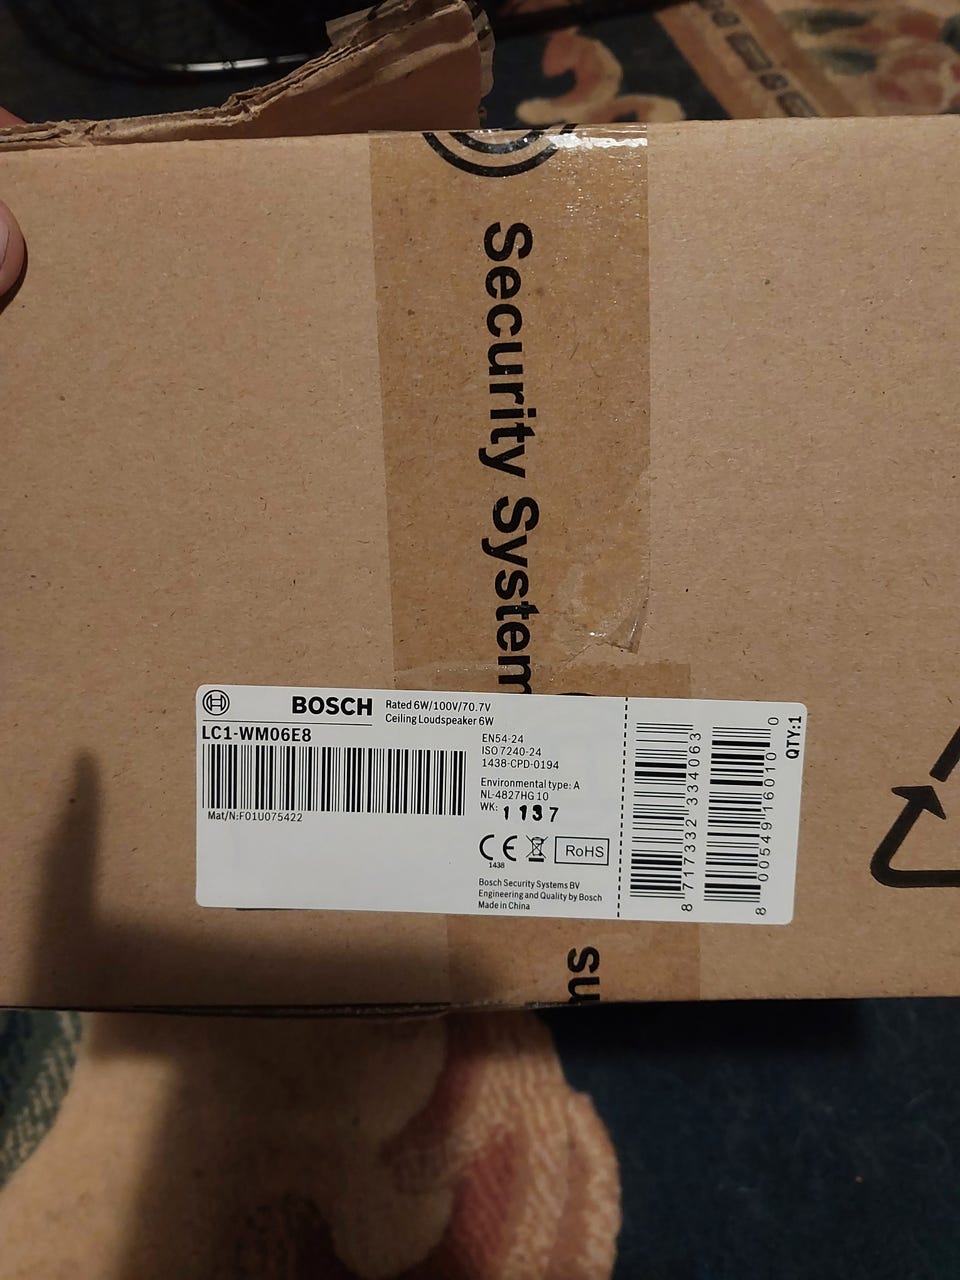 Security System
BOSCH
Rated 6W/100V/70.7V
Ceiling Loudspeaker 6W
LC1-WM06E8
Mat/N:F01U075422
EN54-24
ISO 7240-24
1438-CPD-0194
Environmental type: A
NL-4827HG 10
WK: 1137
CE
1438
RoHS
Bosch Security Systems BV
Engineering and Quality by Bosch
Made in China
8 717332 334063
8 00549 16010 0
QTY:1
su